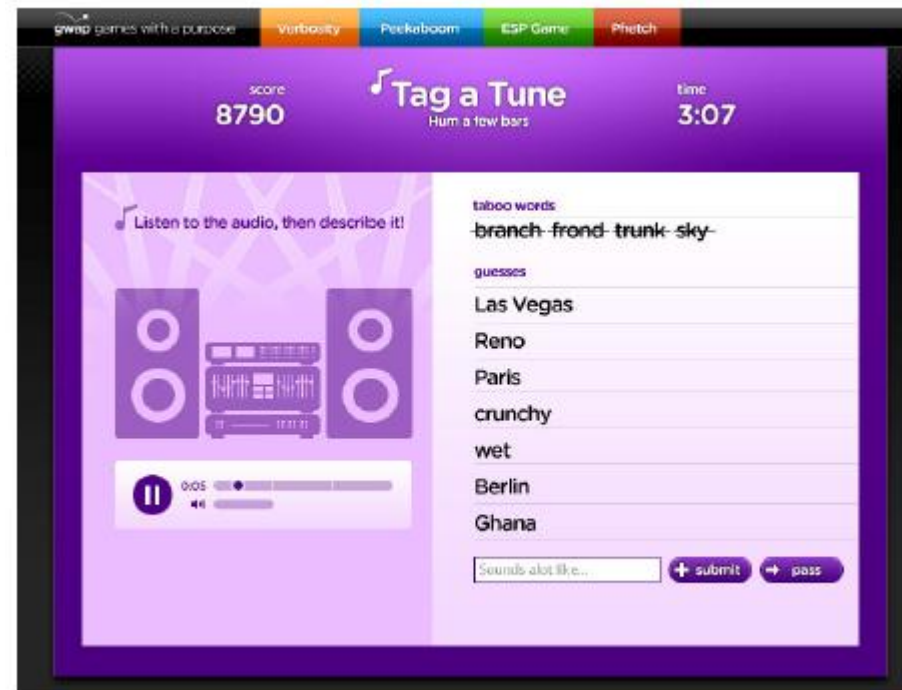 gwap games with a purpose Verbosity Peekaboom ESP Game Phetch
score
8790
Tag a Tune
Hum a few bars
time
3:07
Listen to the audio, then describe it!
0:05
taboo words
branch frond trunk sky
guesses
Las Vegas
Reno
Paris
crunchy
wet
Berlin
Ghana
Sounds alot like...
submit
pass